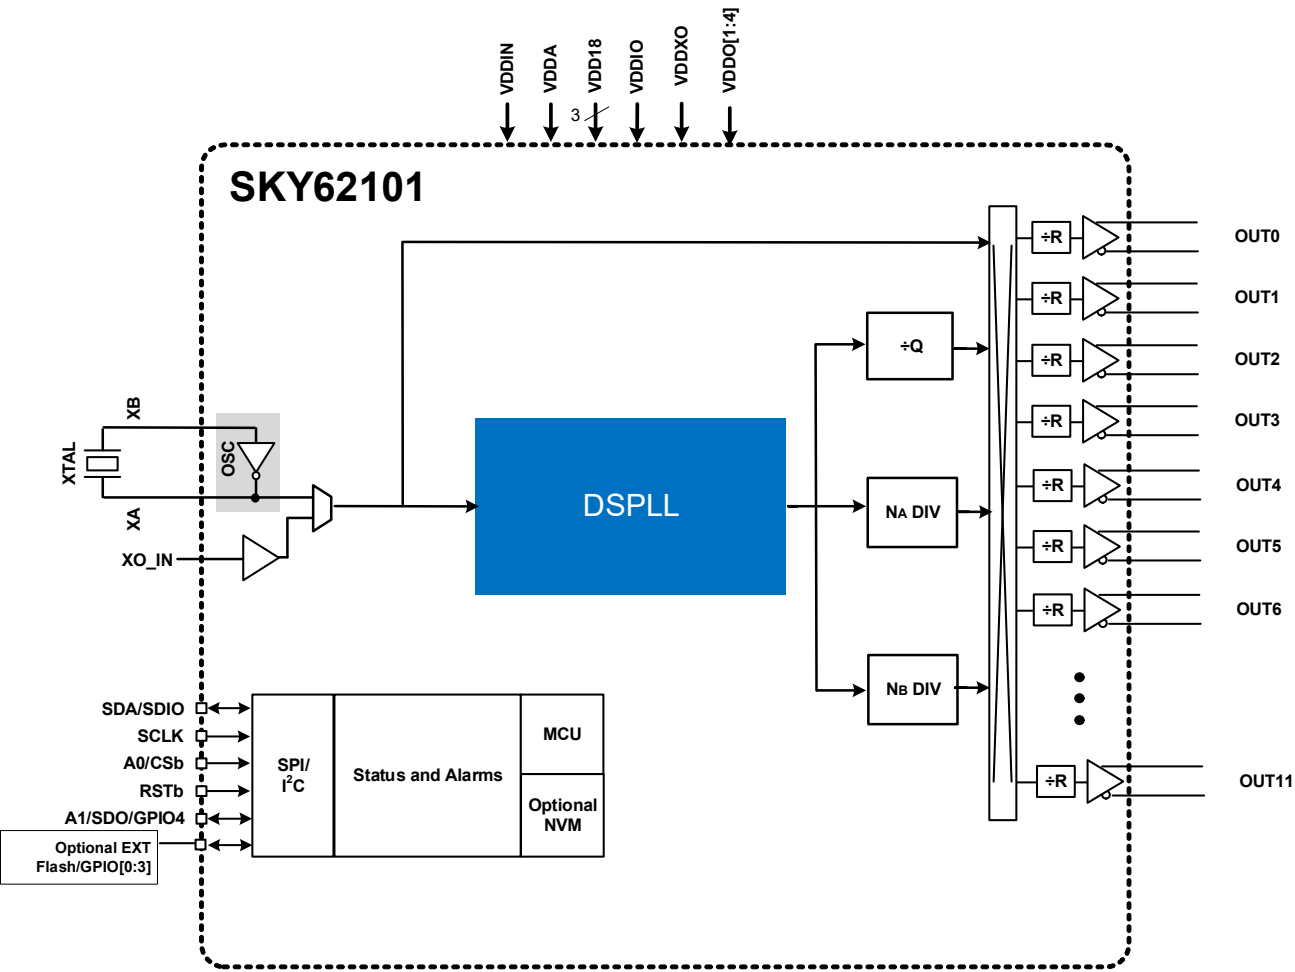 VDDIN
VDDA
VDD18
VDDIO
VDDXO
VDDO[1:4]
3
SKY62101
÷R
OUT0
÷R
OUT1
÷Q
÷R
OUT2
XB
÷R
OUT3
XTAL
OSC
÷R
OUT4
XA
DSPLL
NA DIV
÷R
OUT5
XO_IN
÷R
OUT6
NB DIV
SDA/SDIO
SCLK
A0/CSb
RSTb
A1/SDO/GPIO4
Optional EXT
Flash/GPIO[0:3]
SPI/
I²C
Status and Alarms
MCU
Optional
NVM
÷R
OUT11